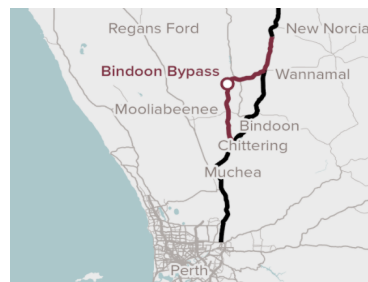 Regans Ford
New Norcia
Bindoon Bypass
Wannamal
Mooliabeenee
Bindoon
Chittering
Muchea
Perth